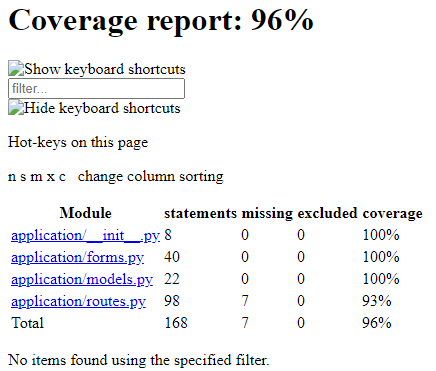 Coverage report: 96%
Show keyboard shortcuts
filter...
Hide keyboard shortcuts
Hot-keys on this page
n s m x c change column sorting
Module statements missing excluded coverage
application/__init__.py 8 0 0 100%
application/forms.py 40 0 0 100%
application/models.py 22 0 0 100%
application/routes.py 98 7 0 93%
Total 168 7 0 96%
No items found using the specified filter.